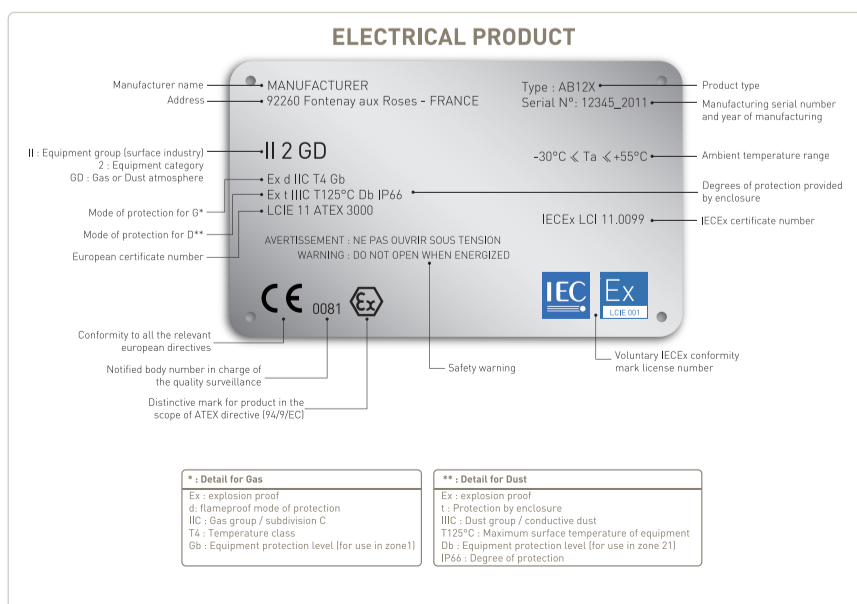 ELECTRICAL PRODUCT
Manufacturer name
Address
MANUFACTURER
92260 Fontenay aux Roses - FRANCE
Type : AB12X
Serial N°: 12345_2011
Product type
Manufacturing serial number
and year of manufacturing
II : Equipment group (surface industry)
2 : Equipment category
GD : Gas or Dust atmosphere
II 2 GD
-30°C ≤ Ta ≤ +55°C
Ambient temperature range
Mode of protection for G*
Mode of protection for D**
European certificate number
Ex d IIC T4 Gb
Ex t IIIC T125°C Db IP66
LCIE 11 ATEX 3000
Degrees of protection provided
by enclosure
IECEx LCI 11.0099
IECEx certificate number
AVERTISSEMENT : NE PAS OUVRIR SOUS TENSION
WARNING : DO NOT OPEN WHEN ENERGIZED
CE
0081
Ex
IEC
Ex
LCIE 001
Conformity to all the relevant
european directives
Notified body number in charge of
the quality surveillance
Distinctive mark for product in the
scope of ATEX directive (94/9/EC)
Safety warning
Voluntary IECEx conformity
mark license number
* : Detail for Gas
Ex : explosion proof
d: flameproof mode of protection
IIC : Gas group / subdivision C
T4 : Temperature class
Gb : Equipment protection level (for use in zone1)
** : Detail for Dust
Ex : explosion proof
t : Protection by enclosure
IIIC : Dust group / conductive dust
T125°C : Maximum surface temperature of equipment
Db : Equipment protection level (for use in zone 21)
IP66 : Degree of protection